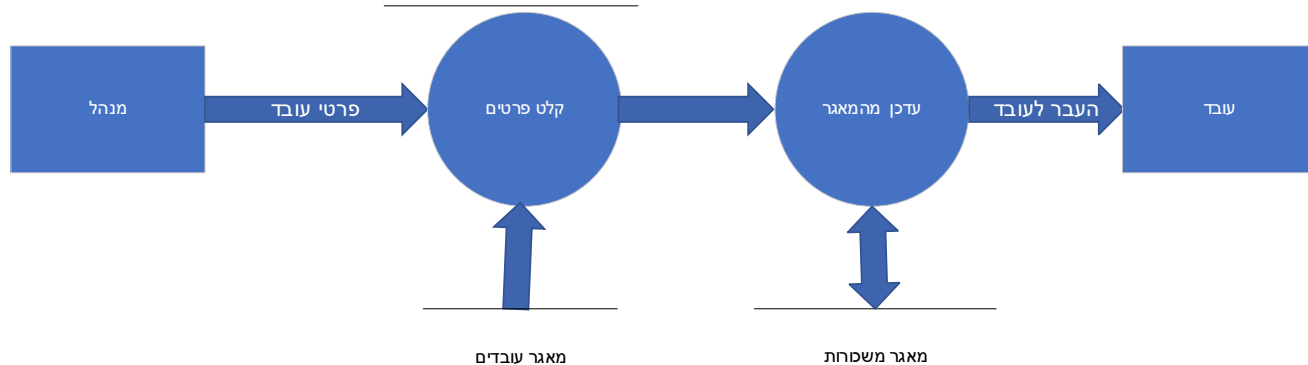 מנהל
פרטי עובד
קלט פרטים
עדכן מהמאגר
העבר לעובד
עובד
מאגר עובדים
מאגר משכורות